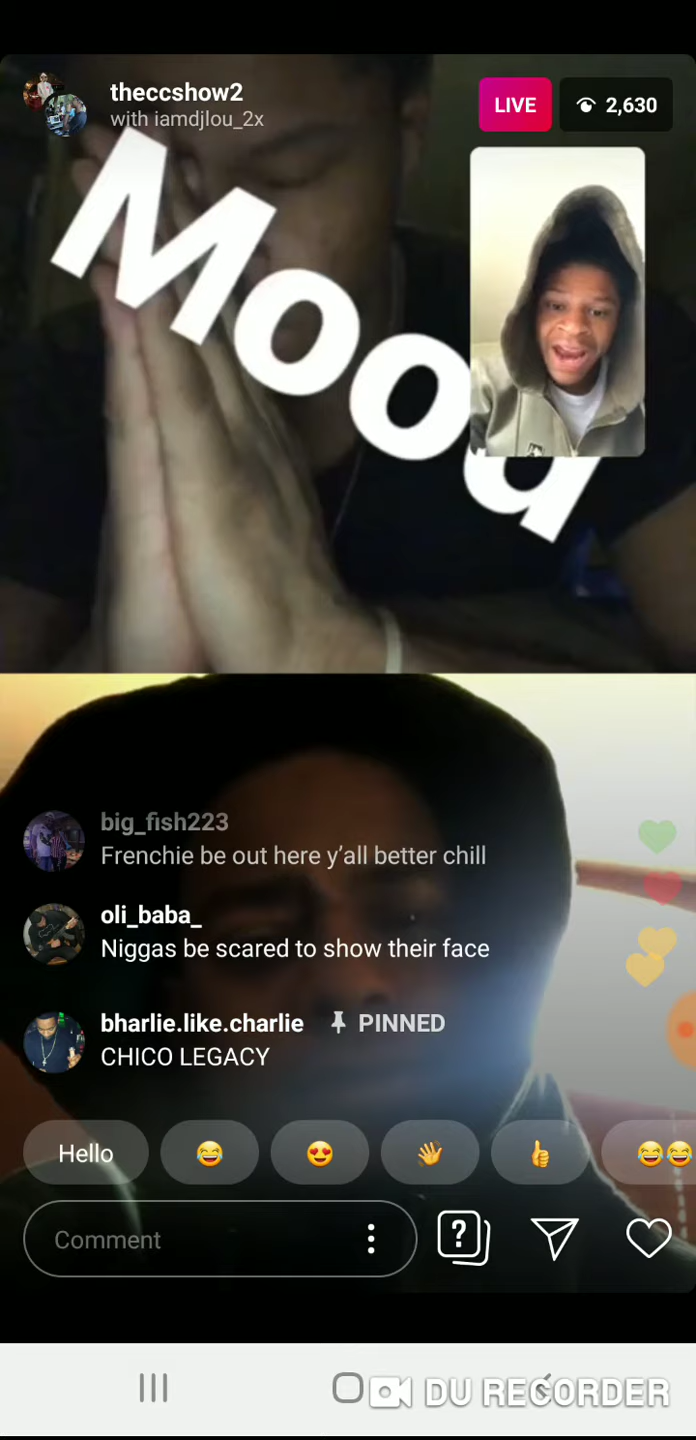 theccshow2
with iamdjlou_2x
LIVE
2,630
Mood
big_fish223
Frenchie be out here y'all better chill
oli_baba_
Niggas be scared to show their face
bharlie.like.charlie PINNED
CHICO LEGACY
Hello
Comment
?
DU RECORDER